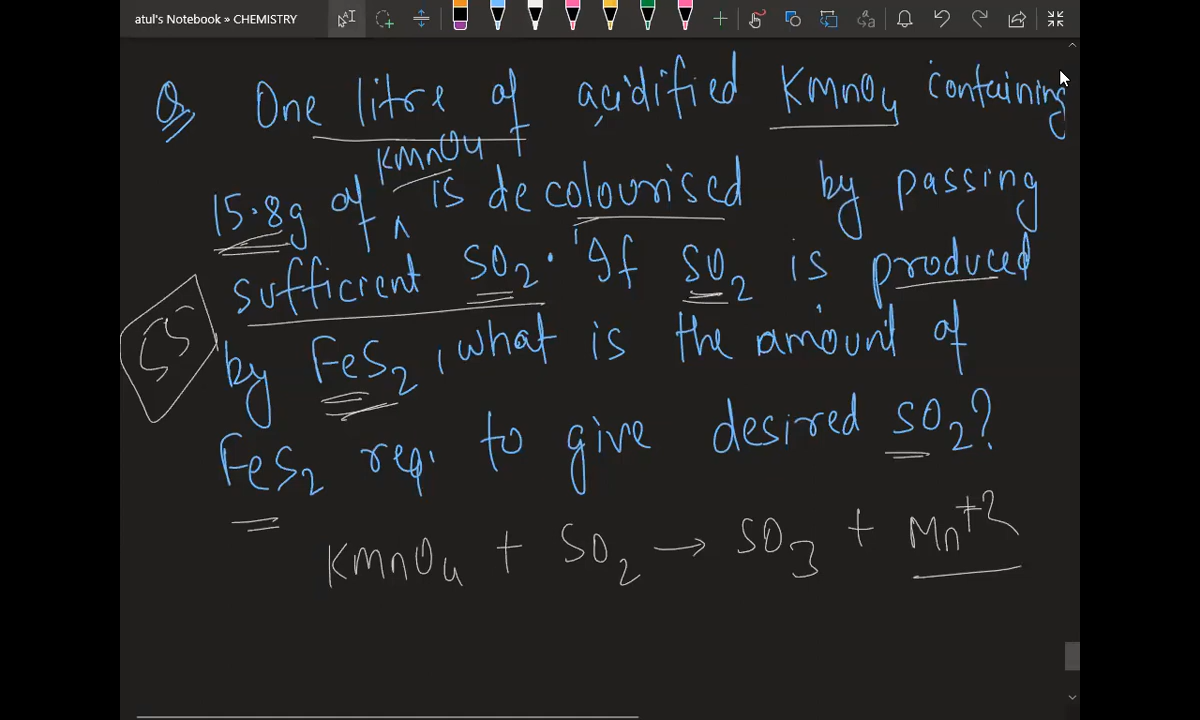 atul's Notebook » CHEMISTRY
Q One litre of acidified KMnO4 containing
15.8g of KMnO4 is decolourised by passing
sufficient SO2. If SO2 is produced
by FeS2, what is the amount of
FeS2 req. to give desired SO2?
KMnO4 + SO2 → SO3 + Mn+2